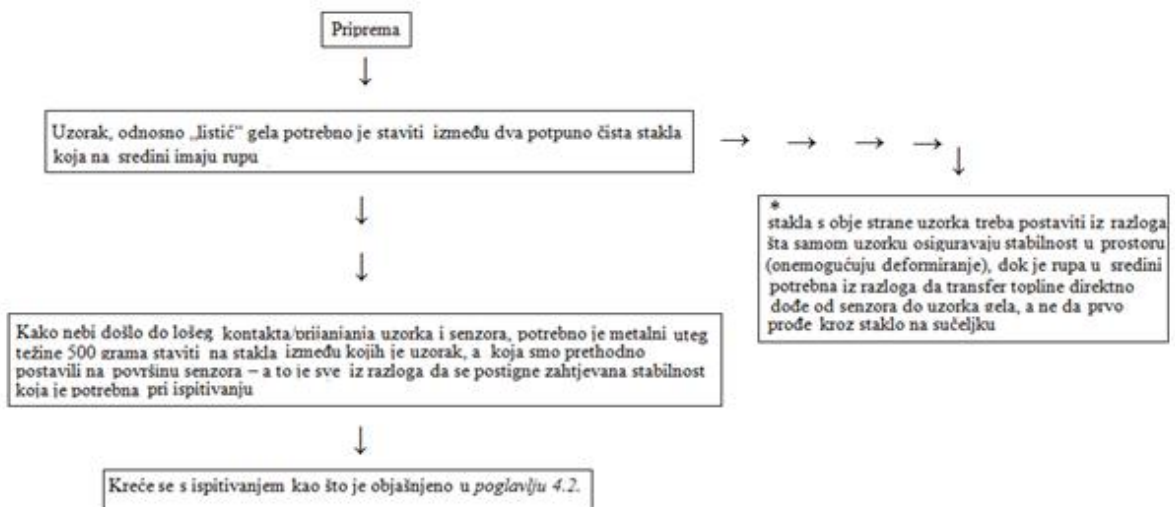 Priprema
Uzorak, odnosno „listić“ gela potrebno je staviti između dva potpuno čista stakla
koja na sredini imaju rupu
*
stakla s obje strane uzorka treba postaviti iz razloga
šta samom uzorku osiguravaju stabilnost u prostoru
(onemogućuju deformiranje), dok je rupa u sredini
potrebna iz razloga da transfer topline direktno
dođe od senzora do uzorka gela, a ne da prvo
prođe kroz staklo na sučeljku
Kako nebi došlo do lošeg kontakta/prijanjanja uzorka i senzora, potrebno je metalni uteg
težine 500 grama staviti na stakla između kojih je uzorak, a koja smo prethodno
postavili na površinu senzora – a to je sve iz razloga da se postigne zahtjevana stabilnost
koja je potrebna pri ispitivanju
Kreće se s ispitivanjem kao što je objašnjeno u poglavlju 4.2.